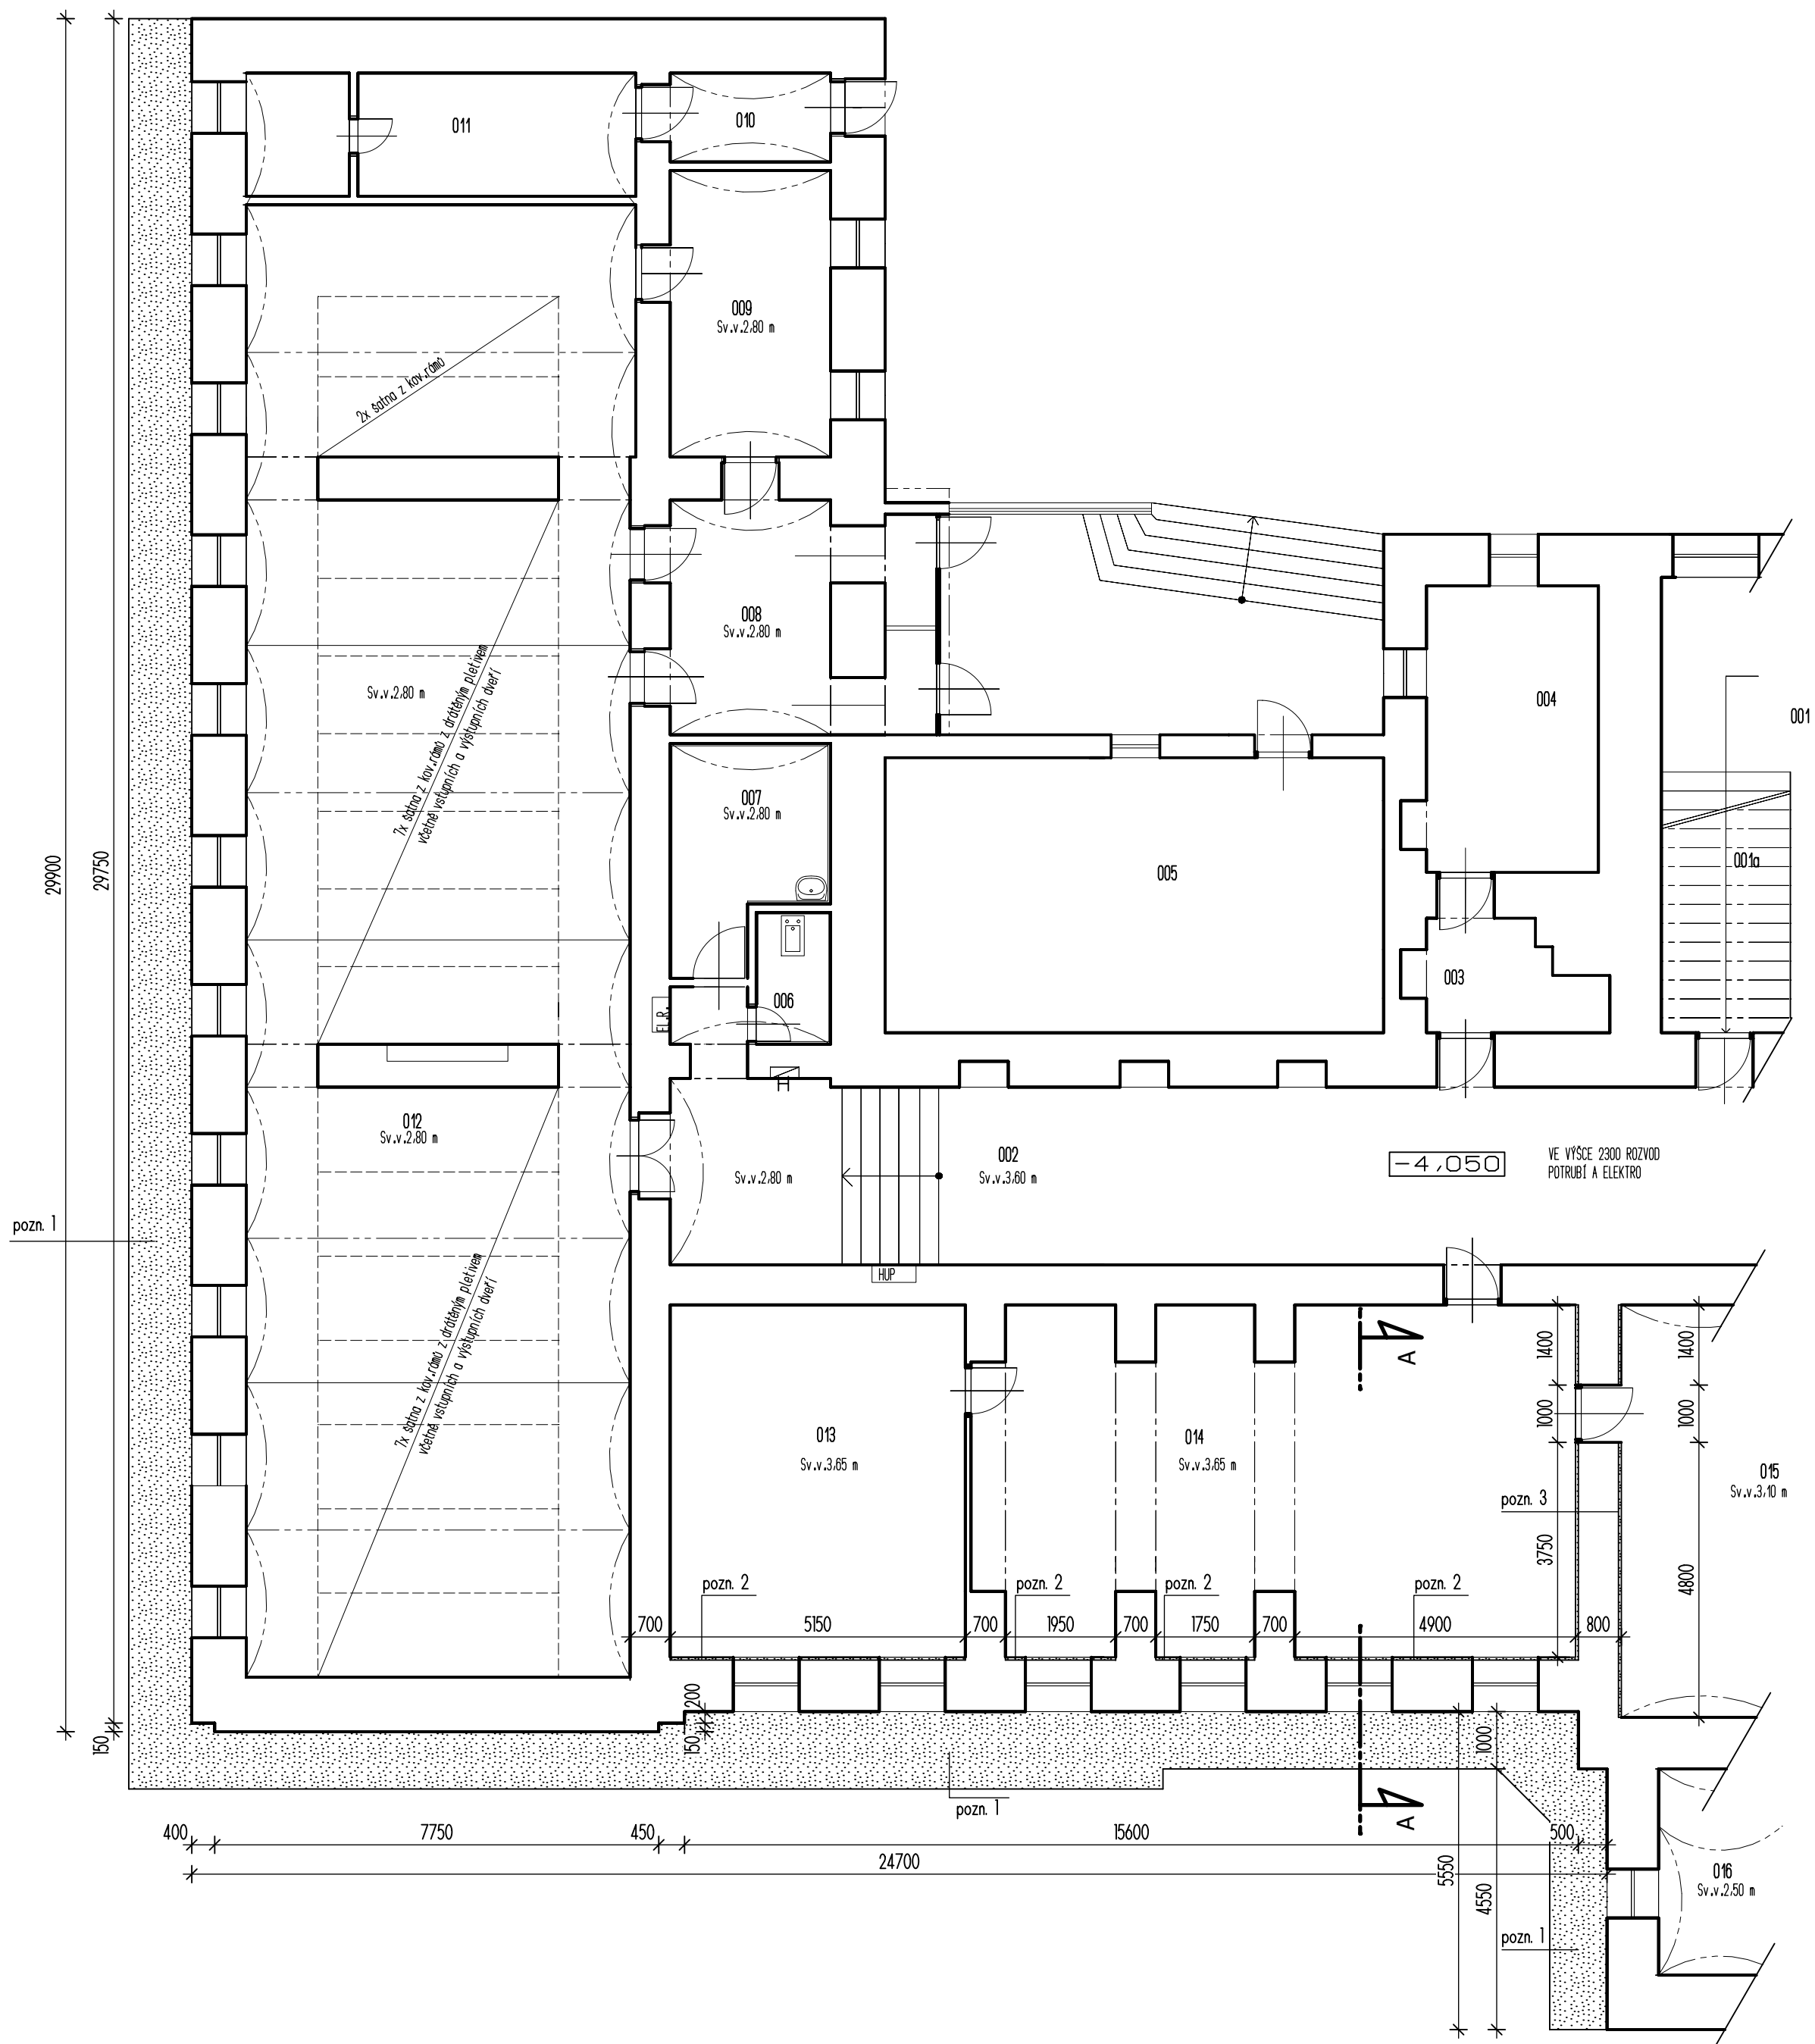 011
010
009
Sv.v.2,80 m
2x šatna z kov.rámů
008
Sv.v.2,80 m
Sv.v.2,80 m
7x šatna z kov.rámů z drátěným pletivem
včetně vstupních a výstupních dveří
004
001
007
Sv.v.2,80 m
001a
005
29900
29750
003
006
EL.R.
H
012
Sv.v.2,80 m
002
Sv.v.3,60 m
Sv.v.2,80 m
-4,050
VE VÝŠCE 2300 ROZVOD
POTRUBÍ A ELEKTRO
pozn. 1
HUP
7x šatna z kov.rámů z drátěným pletivem
včetně vstupních a výstupních dveří
A
1400
1400
1000
1000
013
Sv.v.3,65 m
014
Sv.v.3,65 m
015
Sv.v.3,10 m
pozn. 3
3750
4800
pozn. 2
pozn. 2
pozn. 2
pozn. 2
700
5150
700
1950
700
1750
700
4900
800
200
150
150
1000
pozn. 1
A
400
7750
450
15600
500
24700
5550
4550
016
Sv.v.2,50 m
pozn. 1